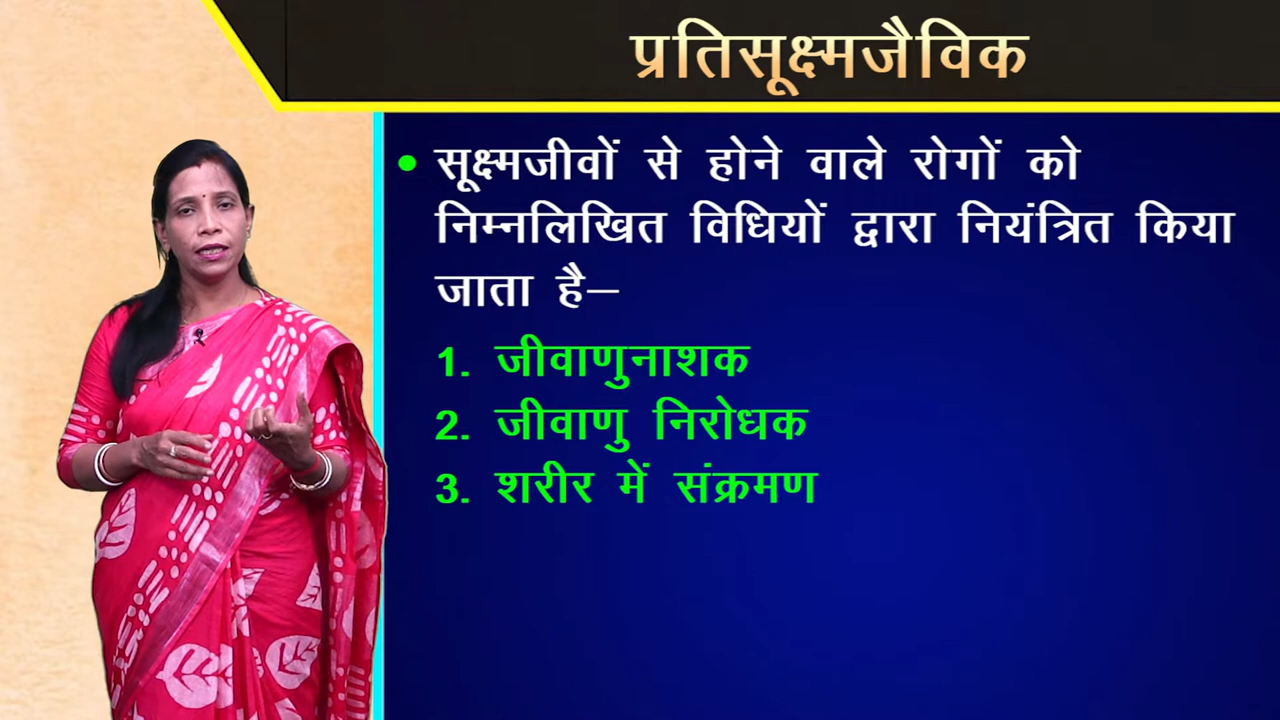 प्रतिसूक्ष्मजैविक
• सूक्ष्मजीवों से होने वाले रोगों को
निम्नलिखित विधियों द्वारा नियंत्रित किया
जाता है–
1. जीवाणुनाशक
2. जीवाणु निरोधक
3. शरीर में संक्रमण